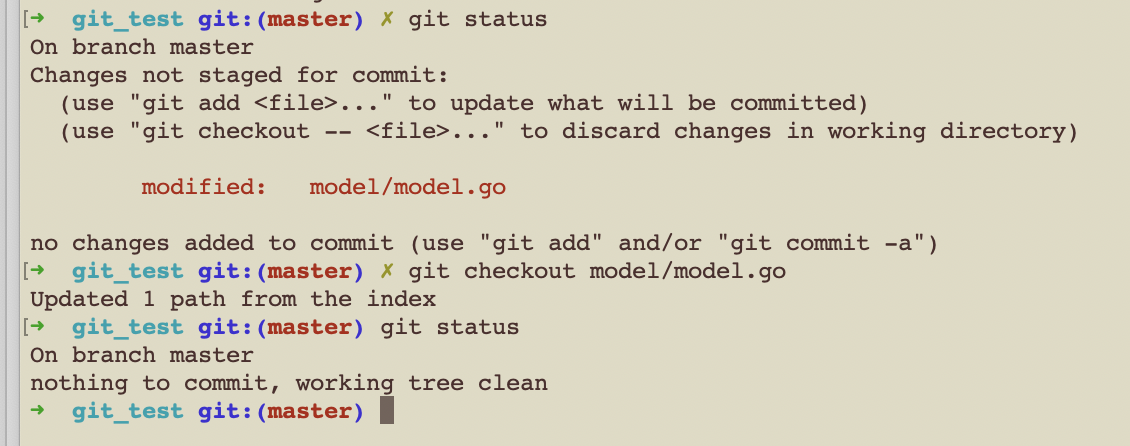 [➜  git_test git:(master) ✗ git status
On branch master
Changes not staged for commit:
  (use "git add <file>..." to update what will be committed)
  (use "git checkout -- <file>..." to discard changes in working directory)
        modified:   model/model.go
no changes added to commit (use "git add" and/or "git commit -a")
[➜  git_test git:(master) ✗ git checkout model/model.go
Updated 1 path from the index
[➜  git_test git:(master) git status
On branch master
nothing to commit, working tree clean
➜  git_test git:(master)